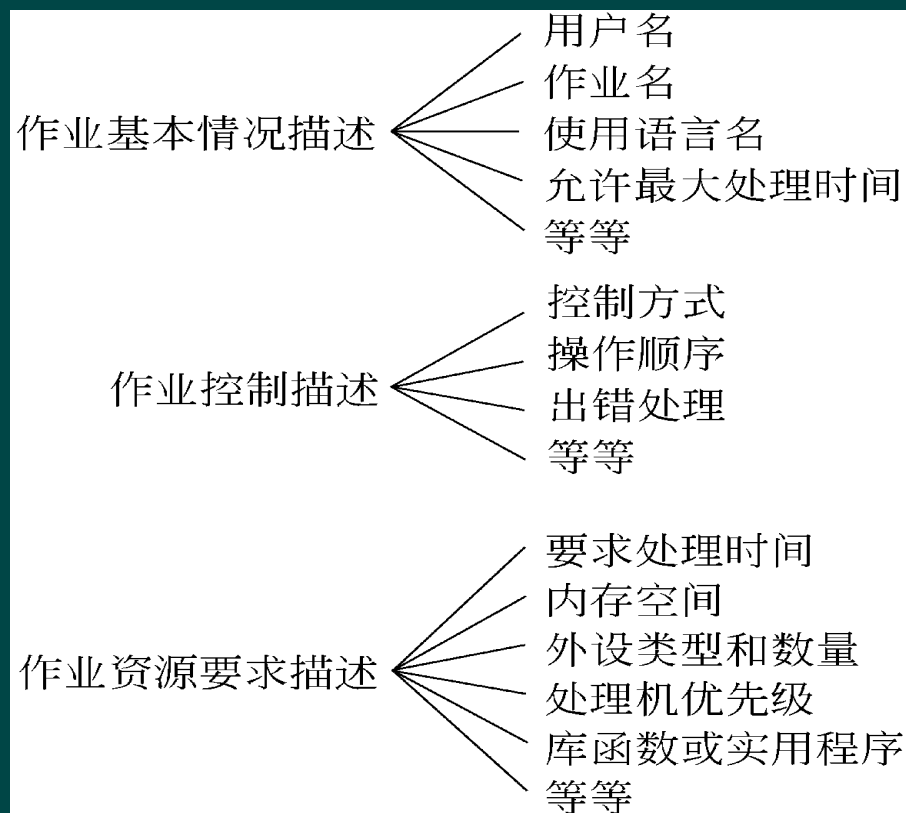 作业基本情况描述
用户名
作业名
使用语言名
允许最大处理时间
等等
作业控制描述
控制方式
操作顺序
出错处理
等等
作业资源要求描述
要求处理时间
内存空间
外设类型和数量
处理机优先级
库函数或实用程序
等等